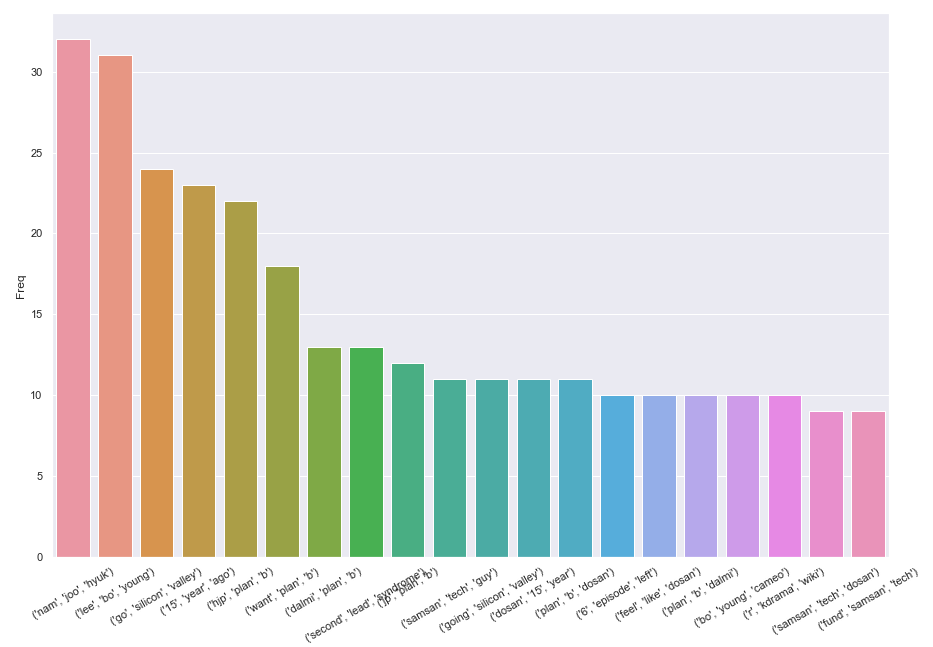 30
25
20
15
10
5
0
Freq
('nam', 'joo', 'hyuk')
('lee', 'bo', 'young')
('go', 'silicon', 'valley')
('15', 'year', 'ago')
('hjp', 'plan', 'b')
('want', 'plan', 'b')
('dalmi', 'plan', 'b')
('second', 'lead', 'syndrome')
('jp', 'plan', 'b')
('samsan', 'tech', 'guy')
('going', 'silicon', 'valley')
('dosan', '15', 'year')
('plan', 'b', 'dosan')
('6', 'episode', 'left')
('feel', 'like', 'dosan')
('plan', 'b', 'dalmi')
('bo', 'young', 'cameo')
('r', 'kdrama', 'wiki')
('samsan', 'tech', 'dosan')
('fund', 'samsan', 'tech')